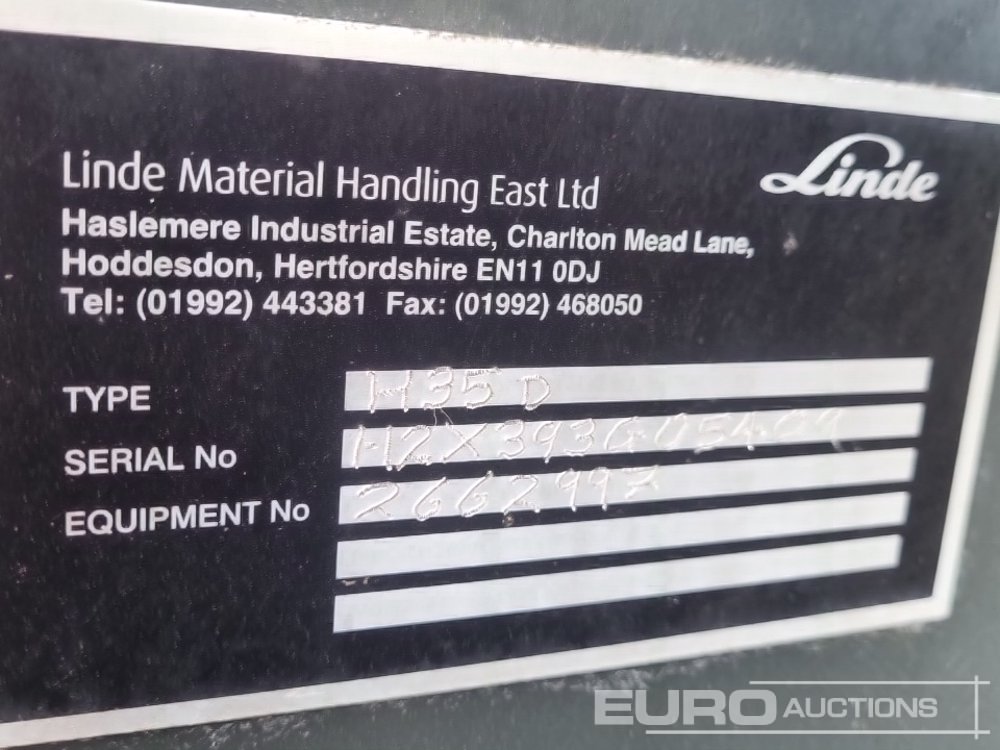 Linde Material Handling East Ltd
Linde
Haslemere Industrial Estate, Charlton Mead Lane,
Hoddesdon, Hertfordshire EN11 0DJ
Tel: (01992) 443381 Fax: (01992) 468050
TYPE H35D
SERIAL No H2X393G05409
EQUIPMENT No 2662997
EURO AUCTIONS